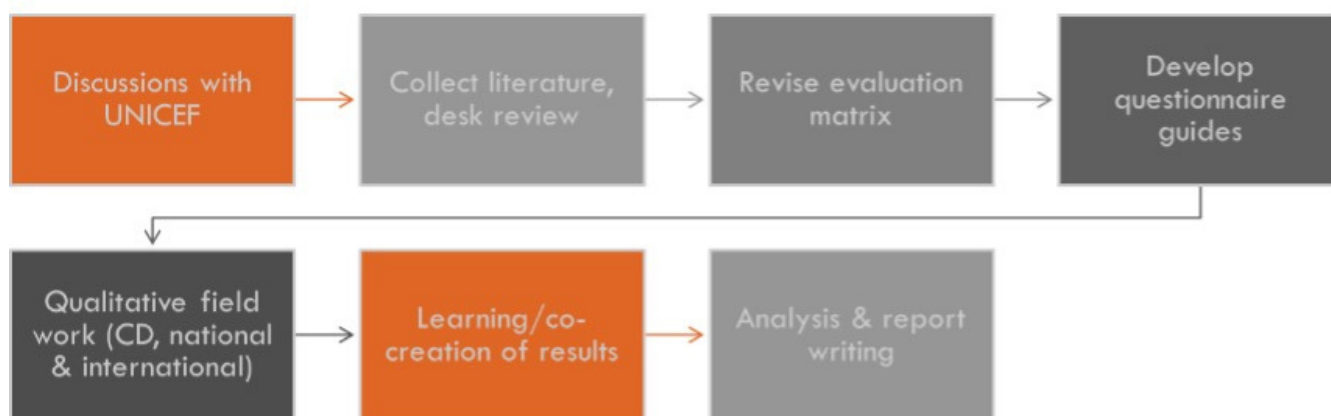 Discussions with
UNICEF
Collect literature,
desk review
Revise evaluation
matrix
Develop
questionnaire
guides
Qualitative field
work (CD, national
& international)
Learning/co-
creation of results
Analysis & report
writing